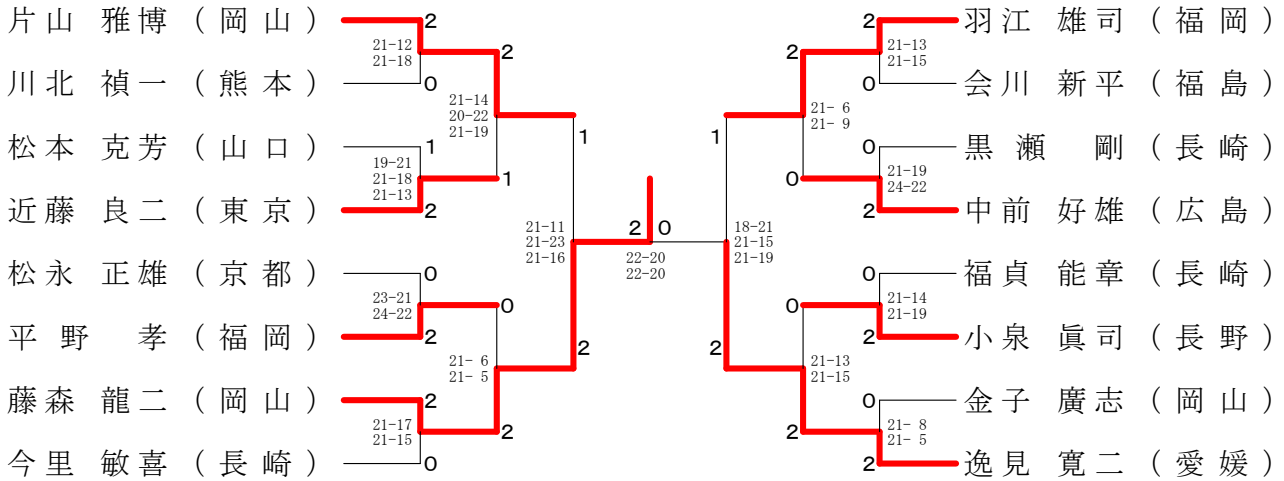 片山 雅博 (岡山) 2 2 羽江 雄司 (福岡)
21-12 2 2 21-13
21-18 21-15
川北 禎一 (熊本) 0 0 会川 新平 (福島)
21-14 21- 6
20-22 21- 9
21-19 1 1
松本 克芳 (山口) 1 0 黒瀬 剛 (長崎)
19-21 21-19
21-18 1 0 24-22
21-13
近藤 良二 (東京) 2 2 中前 好雄 (広島)
21-11 2 0 18-21
21-23 22-20 21-15
21-16 22-20 21-19
松永 正雄 (京都) 0 0 福貞 能章 (長崎)
23-21 0 0 21-14
24-22 21-19
平野 孝 (福岡) 2 2 小泉 眞司 (長野)
2 2
21- 6 21-13
21- 5 21-15
藤森 龍二 (岡山) 2 0 金子 廣志 (岡山)
21-17 2 2 21- 8
21-15 21- 5
今里 敏喜 (長崎) 0 2 逸見 寛二 (愛媛)